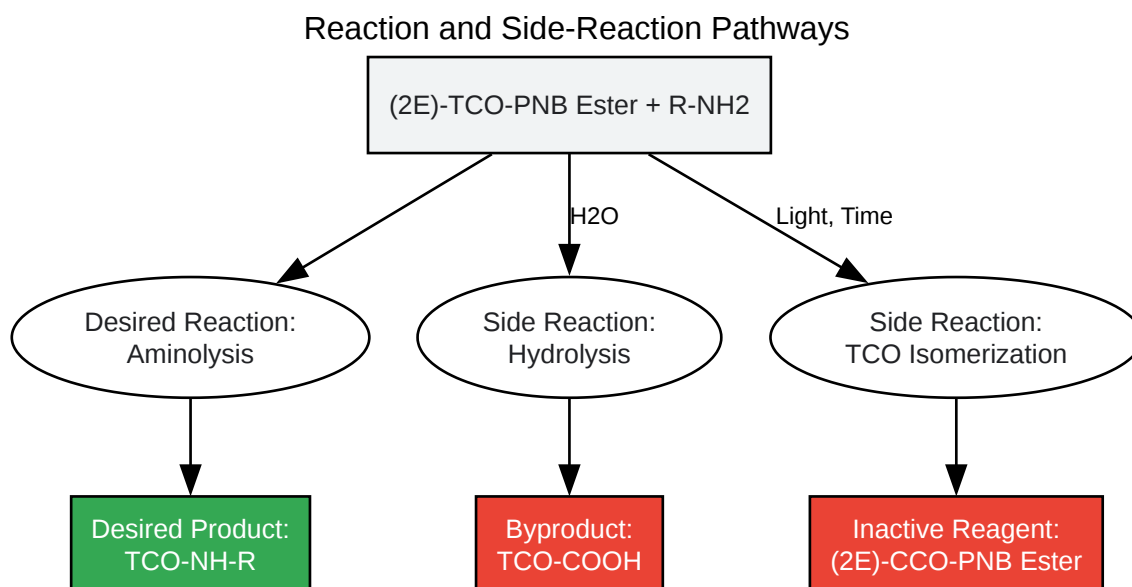 Reaction and Side-Reaction Pathways
(2E)-TCO-PNB Ester + R-NH2
H2O
Light, Time
Desired Reaction:
Aminolysis
Side Reaction:
Hydrolysis
Side Reaction:
TCO Isomerization
Desired Product:
TCO-NH-R
Byproduct:
TCO-COOH
Inactive Reagent:
(2E)-CCO-PNB Ester